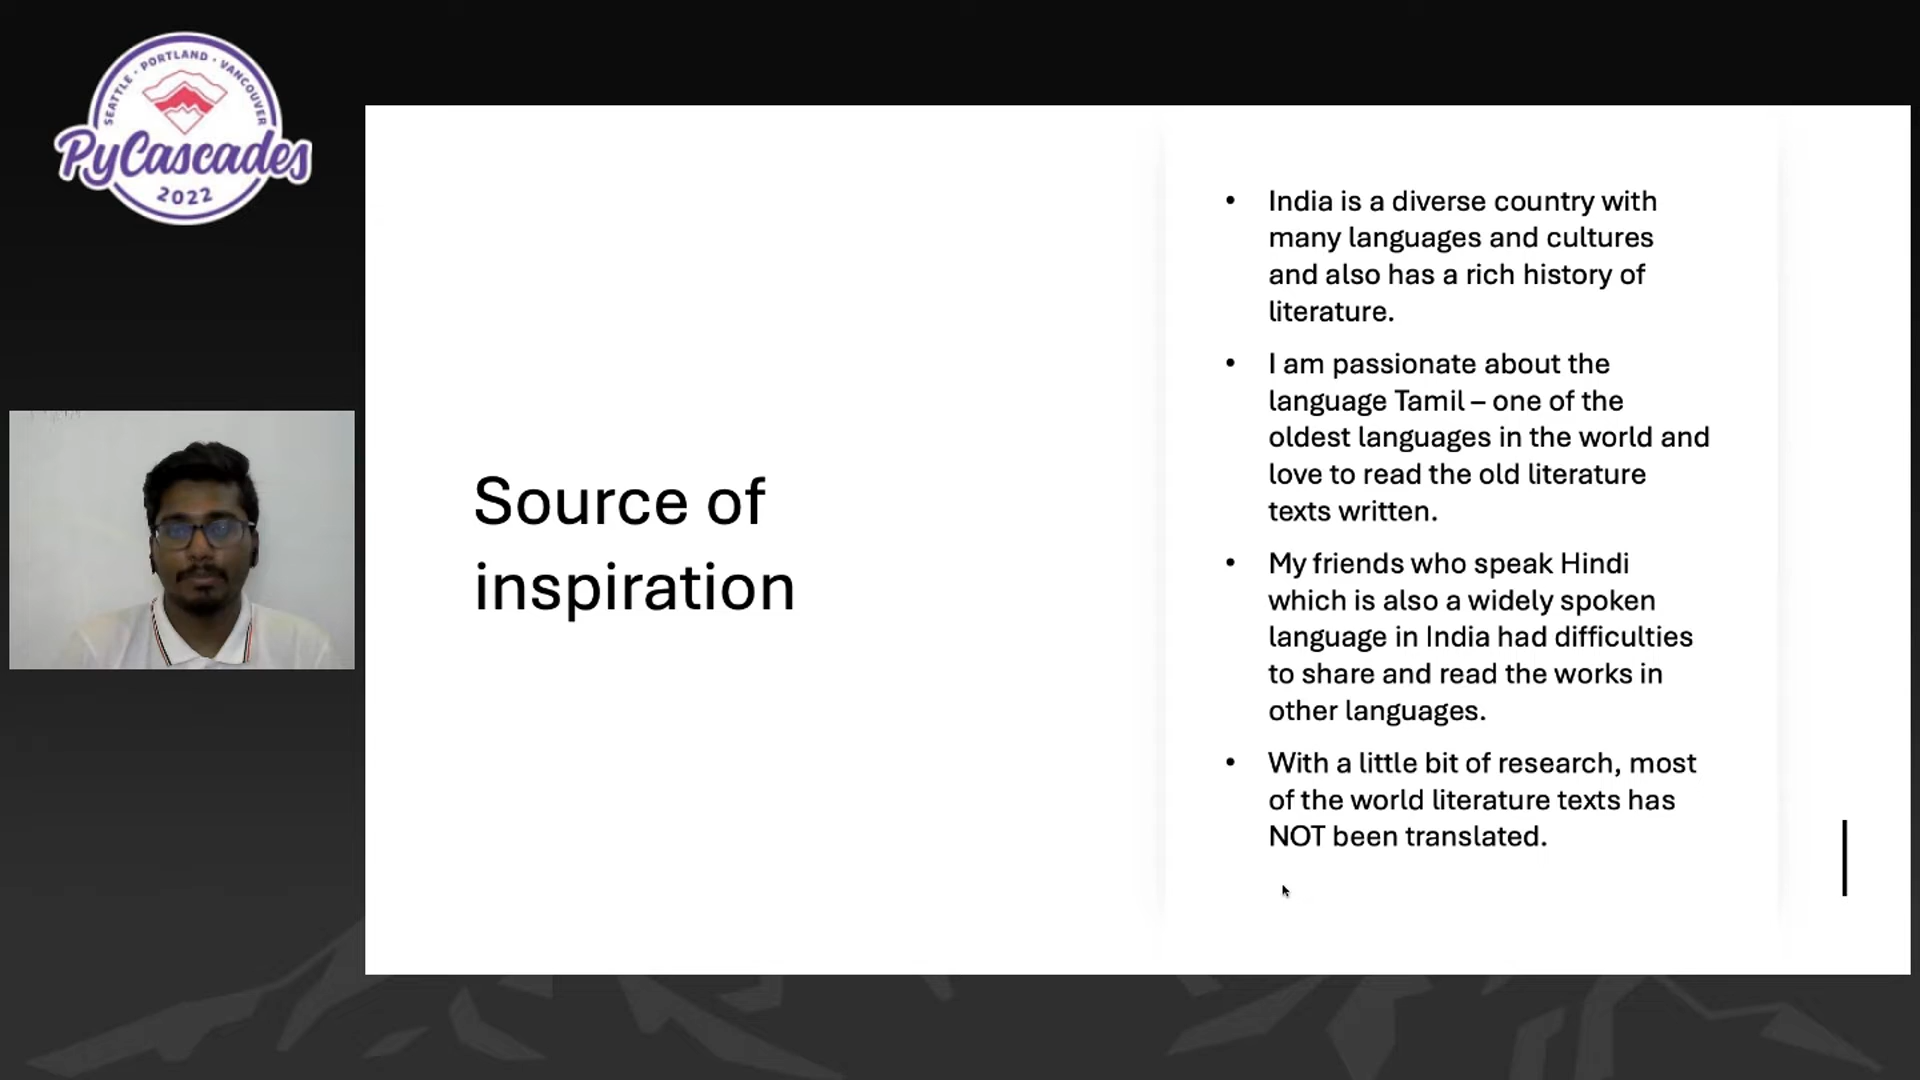 SEATTLE · PORTLAND · VANCOUVER
PyCascades
2022
Source of
inspiration
• India is a diverse country with
many languages and cultures
and also has a rich history of
literature.
• I am passionate about the
language Tamil – one of the
oldest languages in the world and
love to read the old literature
texts written.
• My friends who speak Hindi
which is also a widely spoken
language in India had difficulties
to share and read the works in
other languages.
• With a little bit of research, most
of the world literature texts has
NOT been translated.